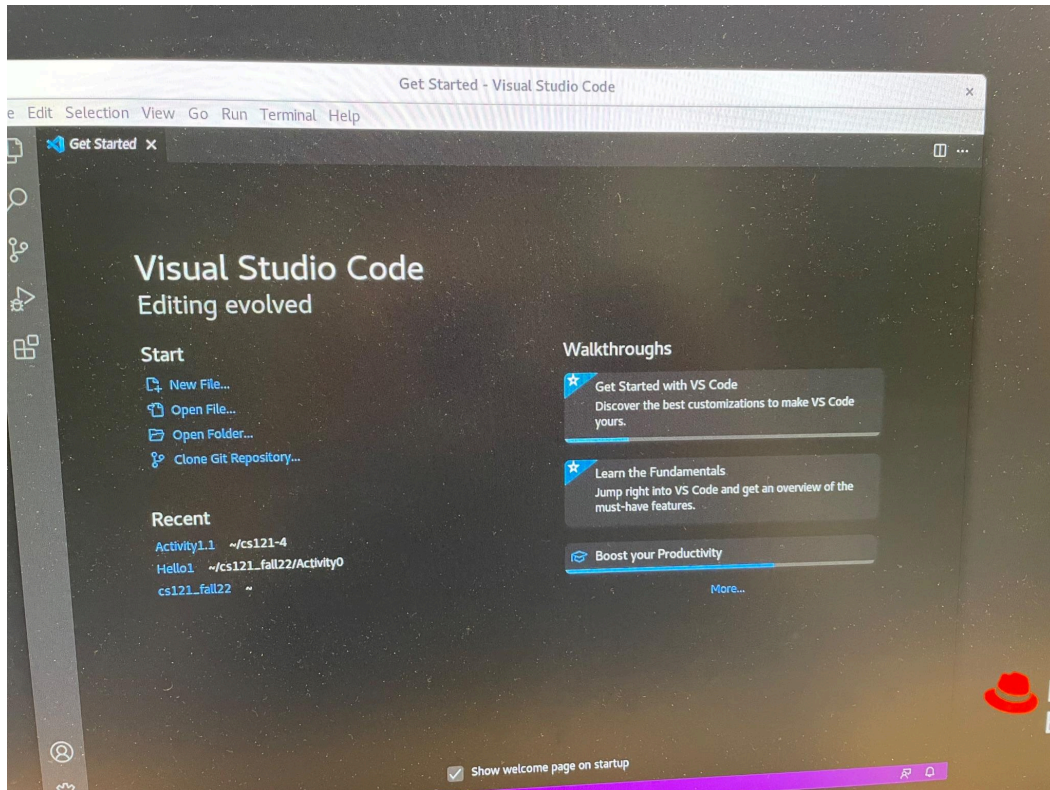 Get Started - Visual Studio Code
e Edit Selection View Go Run Terminal Help
Get Started
Visual Studio Code
Editing evolved
Start
New File...
Open File...
Open Folder...
Clone Git Repository...
Recent
Activity1.1 ~/cs121-4
Hello1 ~/cs121_fall22/Activity0
cs121_fall22 ~
Walkthroughs
Get Started with VS Code
Discover the best customizations to make VS Code
yours.
Learn the Fundamentals
Jump right into VS Code and get an overview of the
must-have features.
Boost your Productivity
More...
Show welcome page on startup